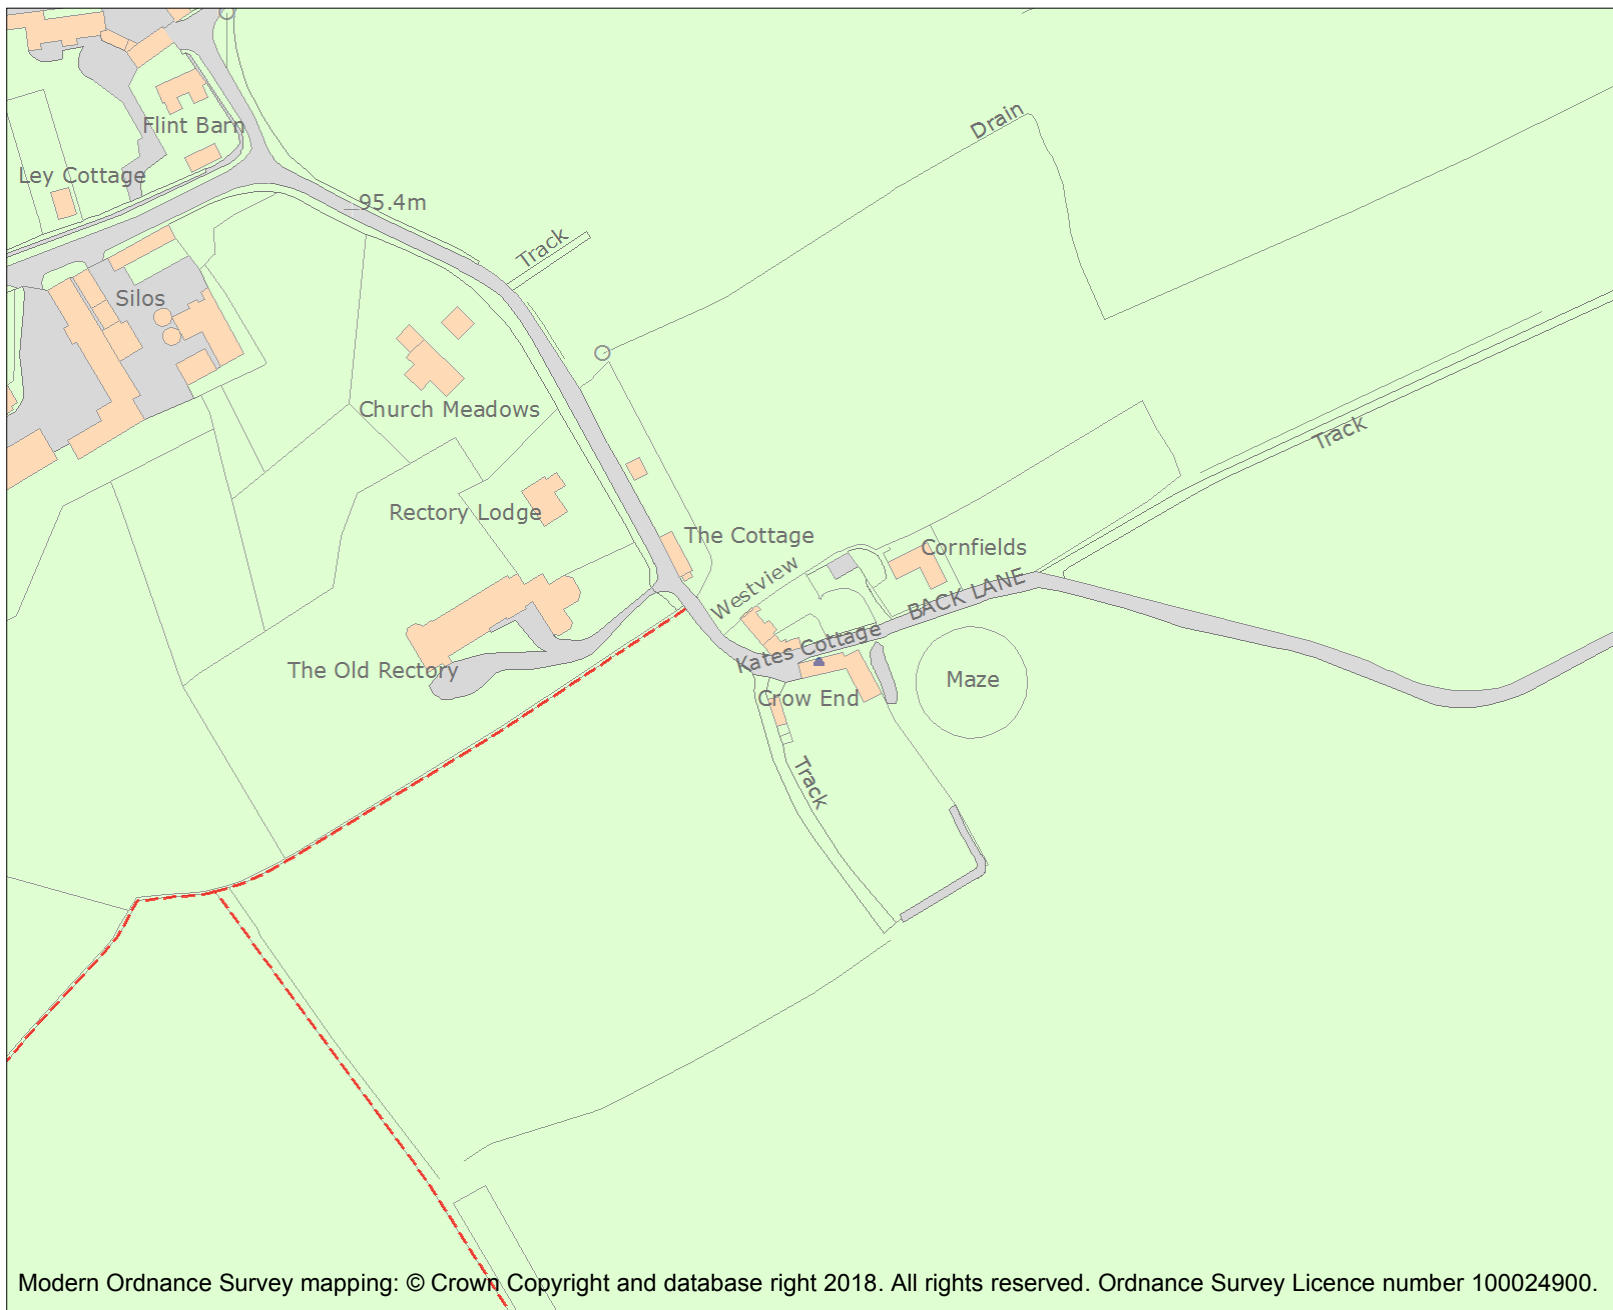 Drain
Flint Barn
Ley Cottage
95.4m
Track
Silos
Church Meadows
Track
Rectory Lodge
The Cottage
Cornfields
Westview
BACK LANE
Kates Cottage
The Old Rectory
Crow End
Maze
Track
Modern Ordnance Survey mapping: © Crown Copyright and database right 2018. All rights reserved. Ordnance Survey Licence number 100024900.